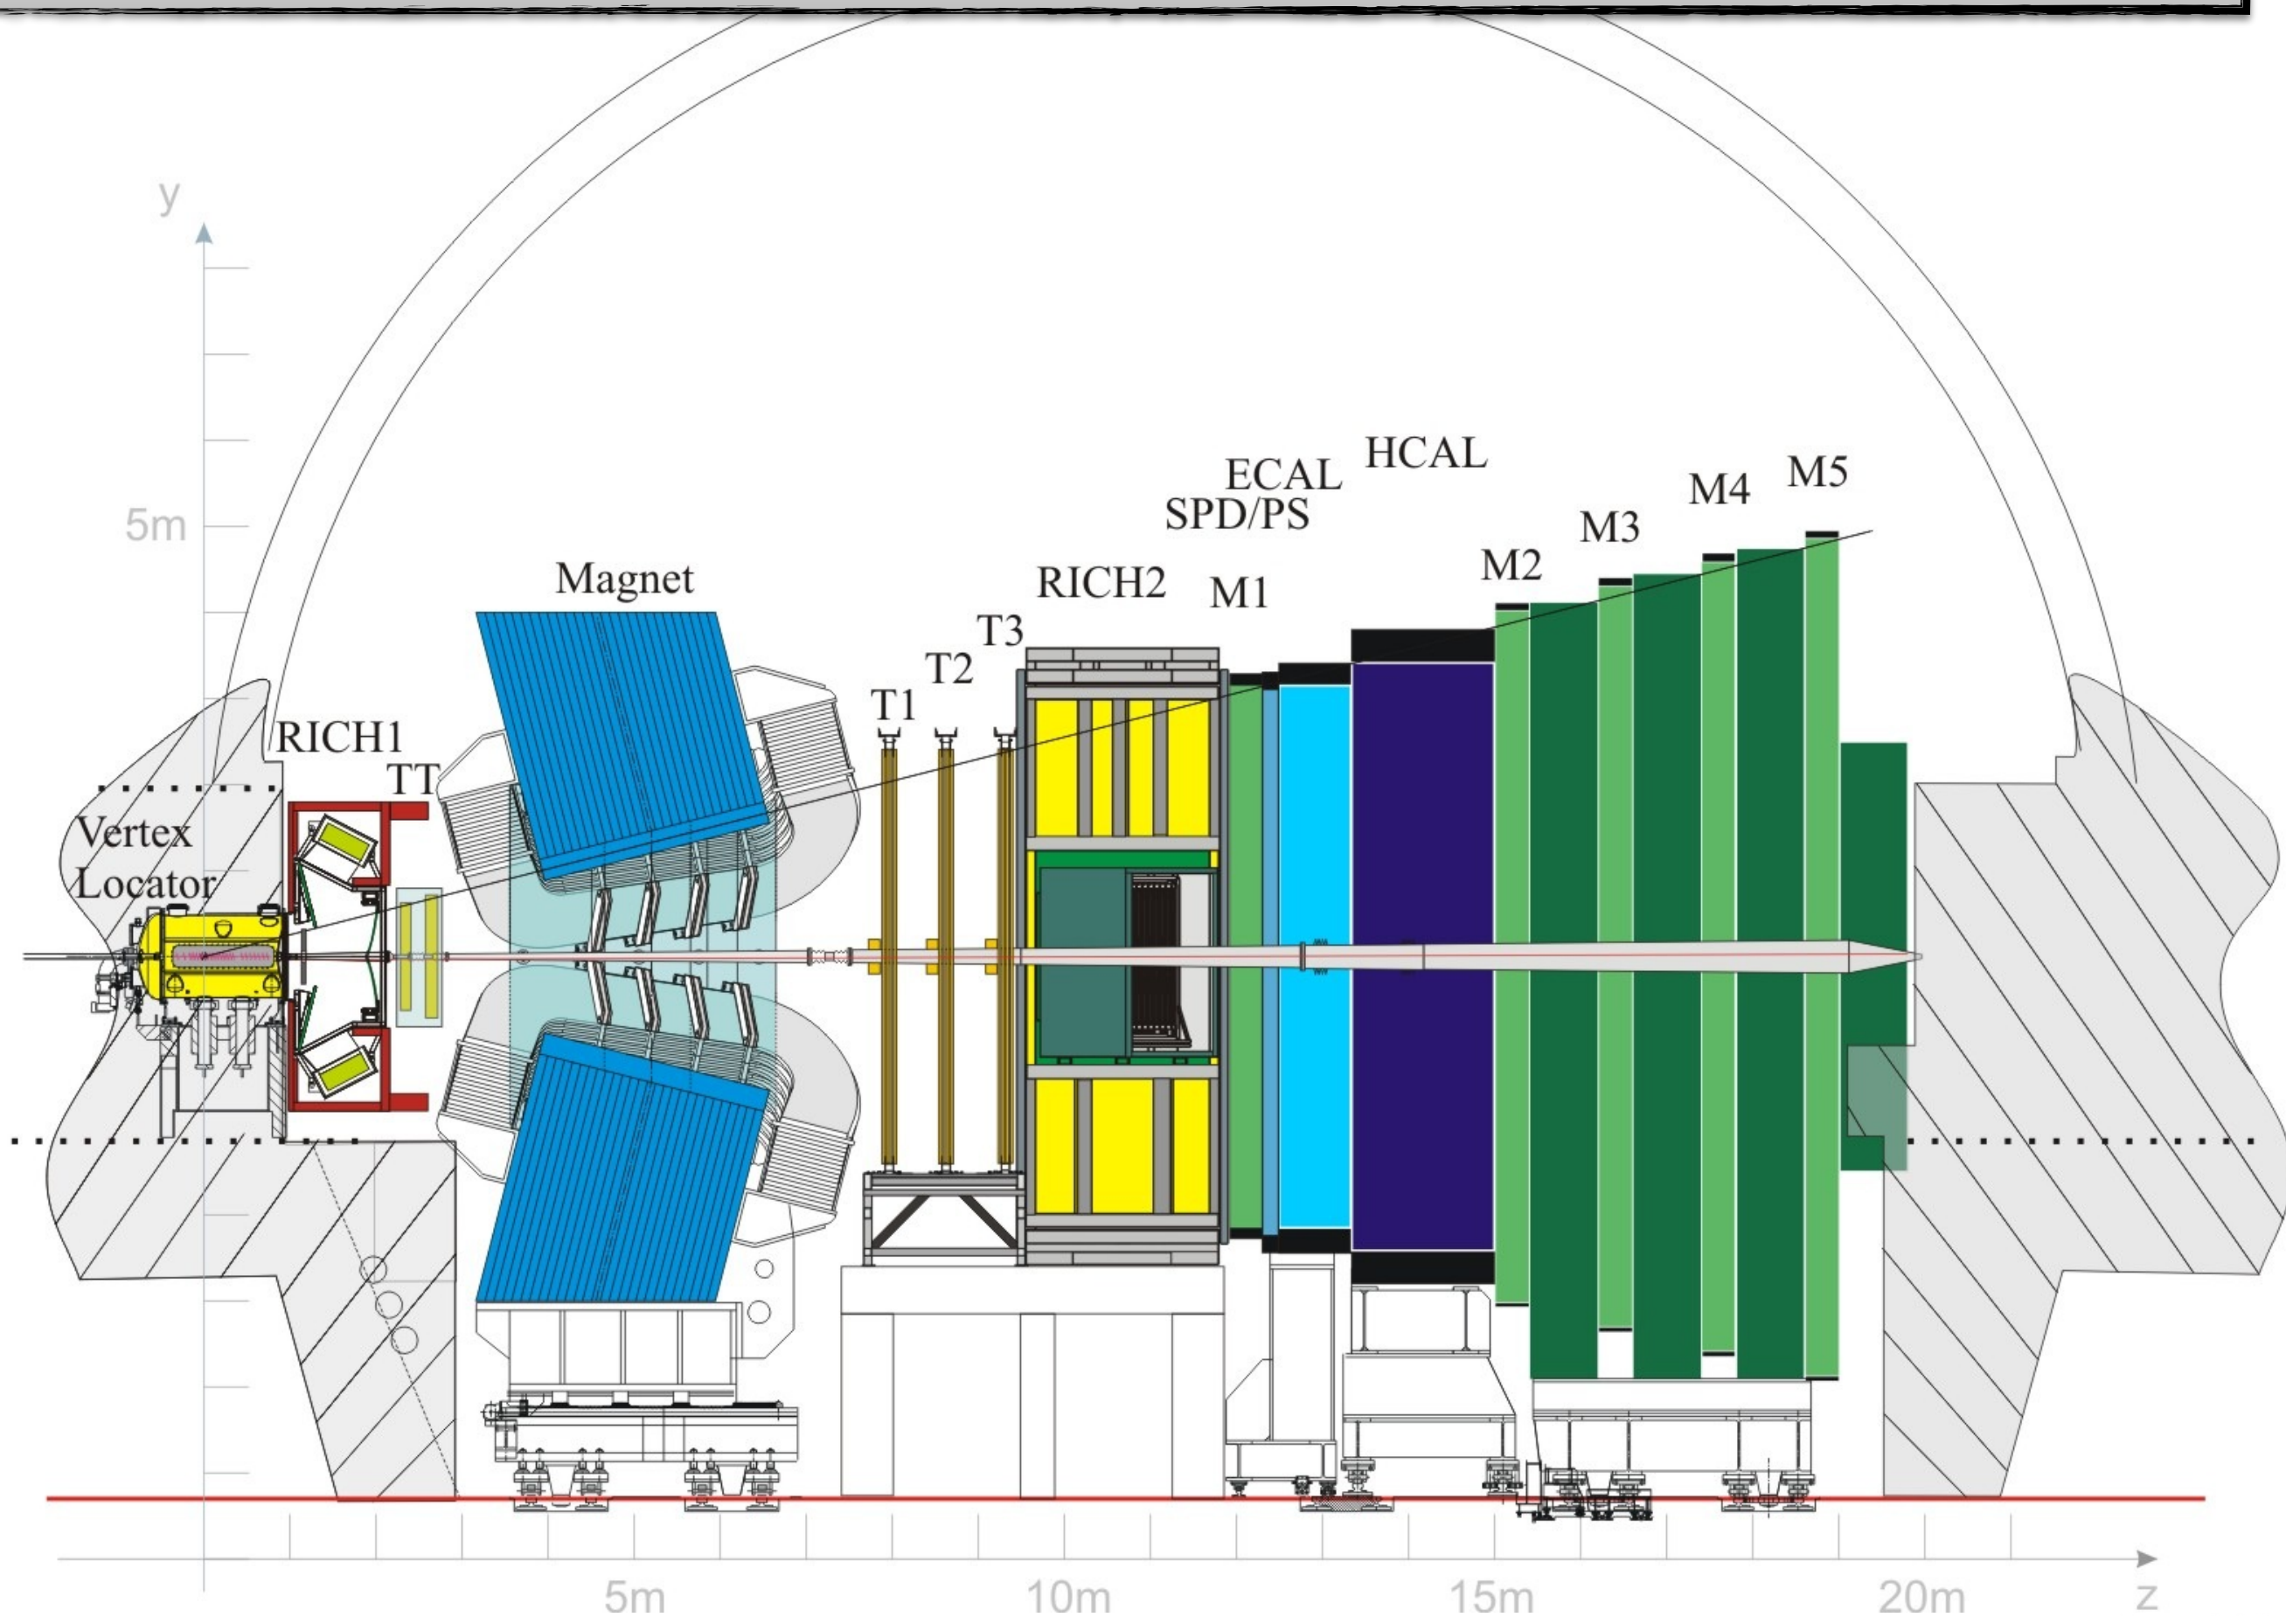 y
5m
Vertex
Locator
RICH1
TT
Magnet
T1
T2
T3
RICH2
M1
SPD/PS
ECAL
HCAL
M2
M3
M4
M5
5m
10m
15m
20m
z